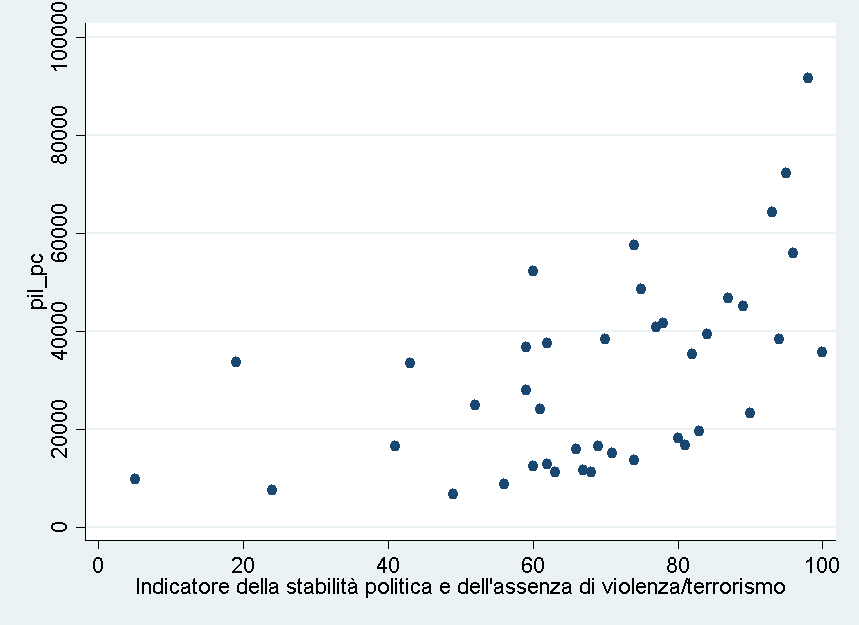 100000
80000
60000
40000
20000
0
pil_pc
0 20 40 60 80 100
Indicatore della stabilità politica e dell'assenza di violenza/terrorismo